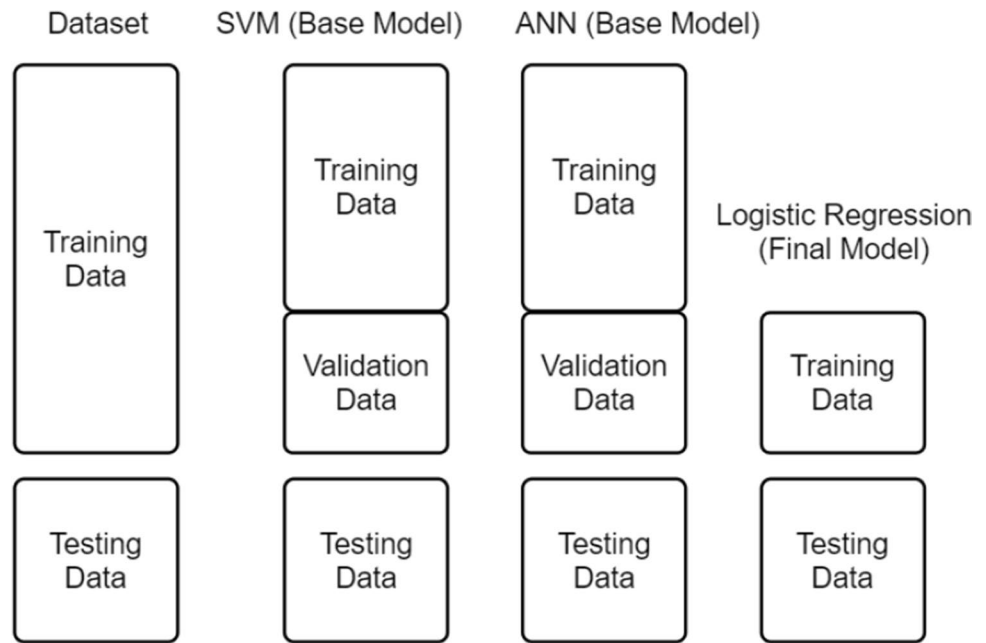 Dataset
SVM (Base Model)
ANN (Base Model)
Training
Data
Training
Data
Training
Data
Logistic Regression
(Final Model)
Validation
Data
Validation
Data
Training
Data
Testing
Data
Testing
Data
Testing
Data
Testing
Data